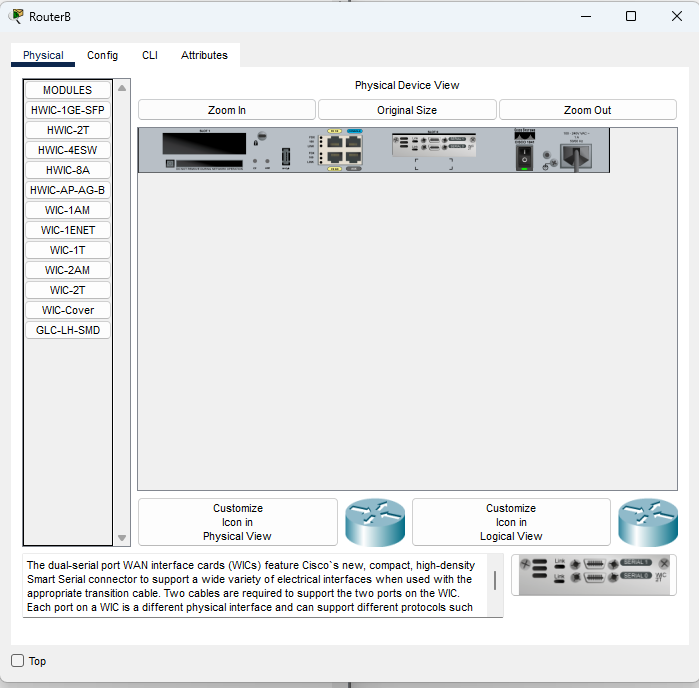 RouterB
Physical Config CLI Attributes
MODULES
HWIC-1GE-SFP
HWIC-2T
HWIC-4ESW
HWIC-8A
HWIC-AP-AG-B
WIC-1AM
WIC-1ENET
WIC-1T
WIC-2AM
WIC-2T
WIC-Cover
GLC-LH-SMD
Physical Device View
Zoom In Original Size Zoom Out
Customize
Icon in
Physical View
Customize
Icon in
Logical View
The dual-serial port WAN interface cards (WICs) feature Cisco`s new, compact, high-density
Smart Serial connector to support a wide variety of electrical interfaces when used with the
appropriate transition cable. Two cables are required to support the two ports on the WIC.
Each port on a WIC is a different physical interface and can support different protocols such
Link
SERIAL 1
Link
SERIAL 0
WIC
2T
Top